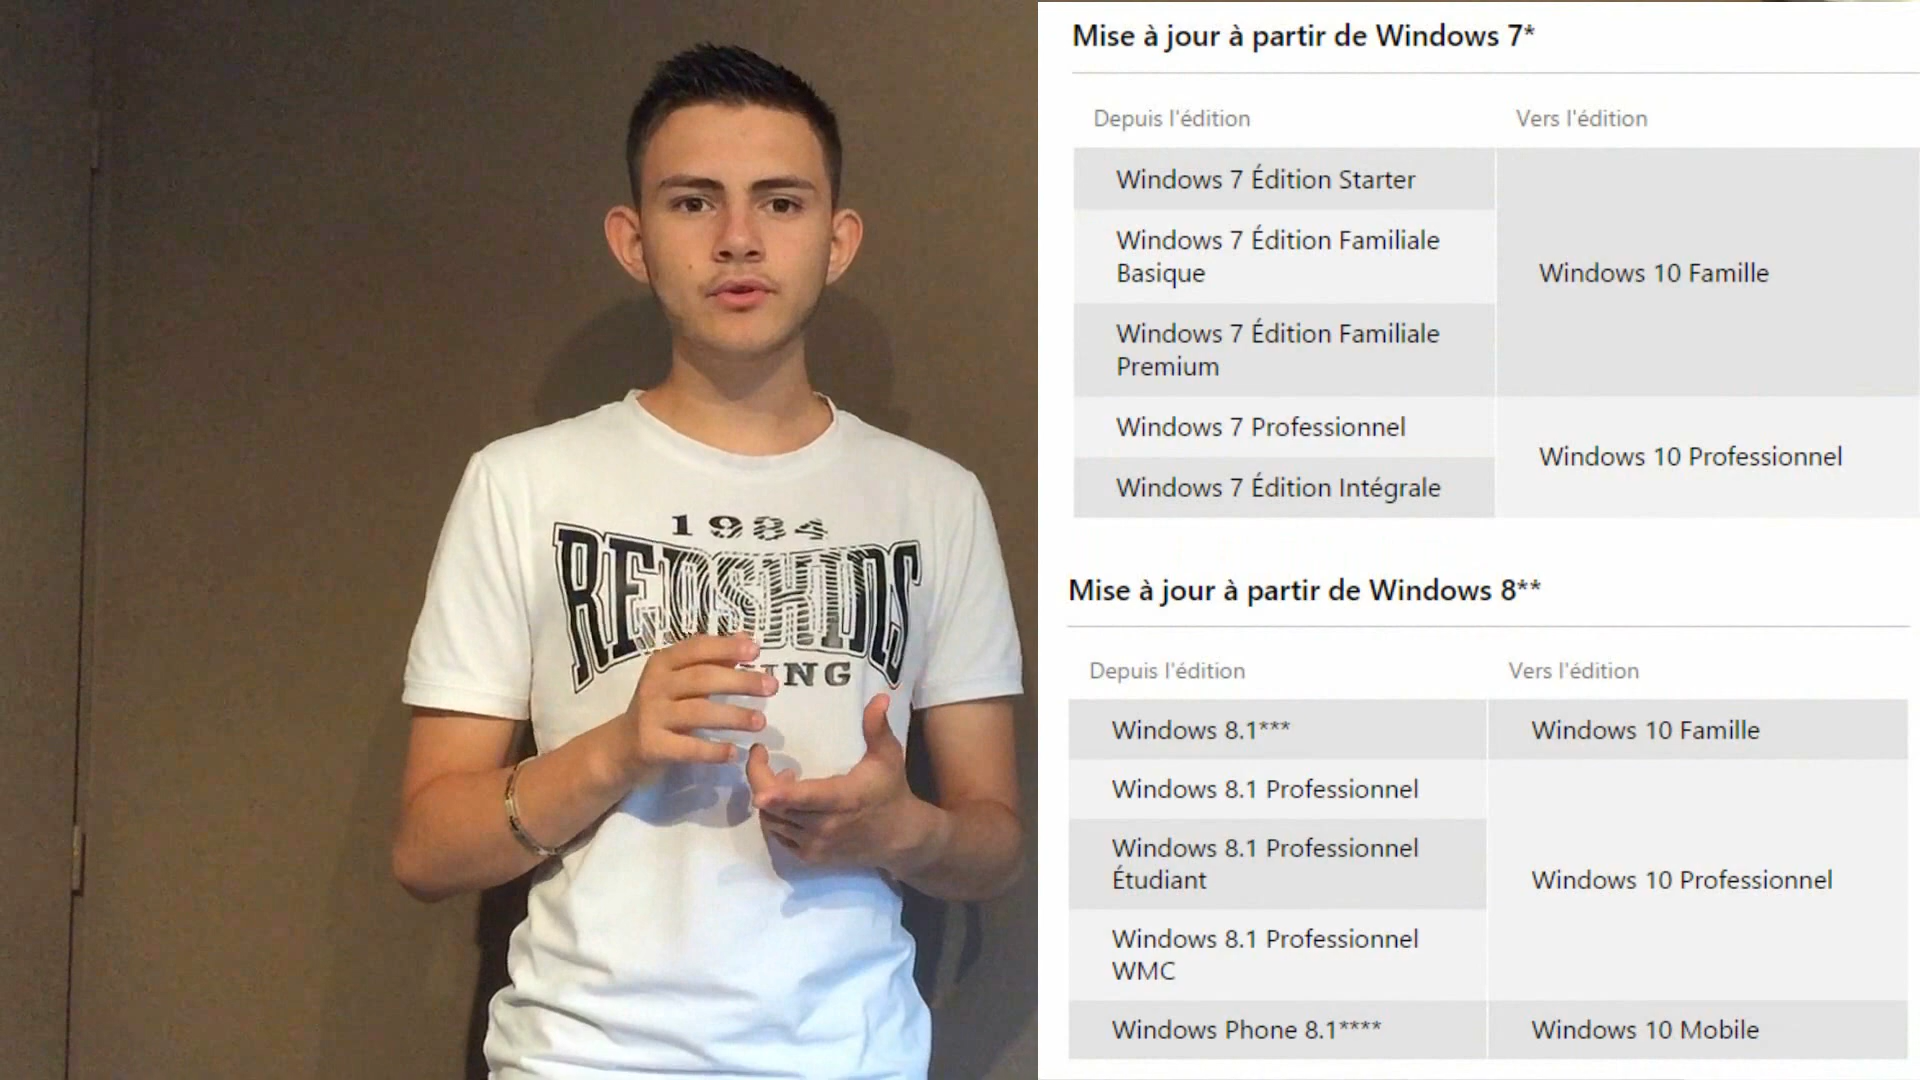 1984
REDSKINS
Mise à jour à partir de Windows 7*
Depuis l'édition
Vers l'édition
Windows 7 Édition Starter
Windows 7 Édition Familiale
Basique
Windows 7 Édition Familiale
Premium
Windows 10 Famille
Windows 7 Professionnel
Windows 7 Édition Intégrale
Windows 10 Professionnel
Mise à jour à partir de Windows 8**
Depuis l'édition
Vers l'édition
Windows 8.1***
Windows 10 Famille
Windows 8.1 Professionnel
Windows 8.1 Professionnel
Étudiant
Windows 8.1 Professionnel
WMC
Windows 10 Professionnel
Windows Phone 8.1****
Windows 10 Mobile